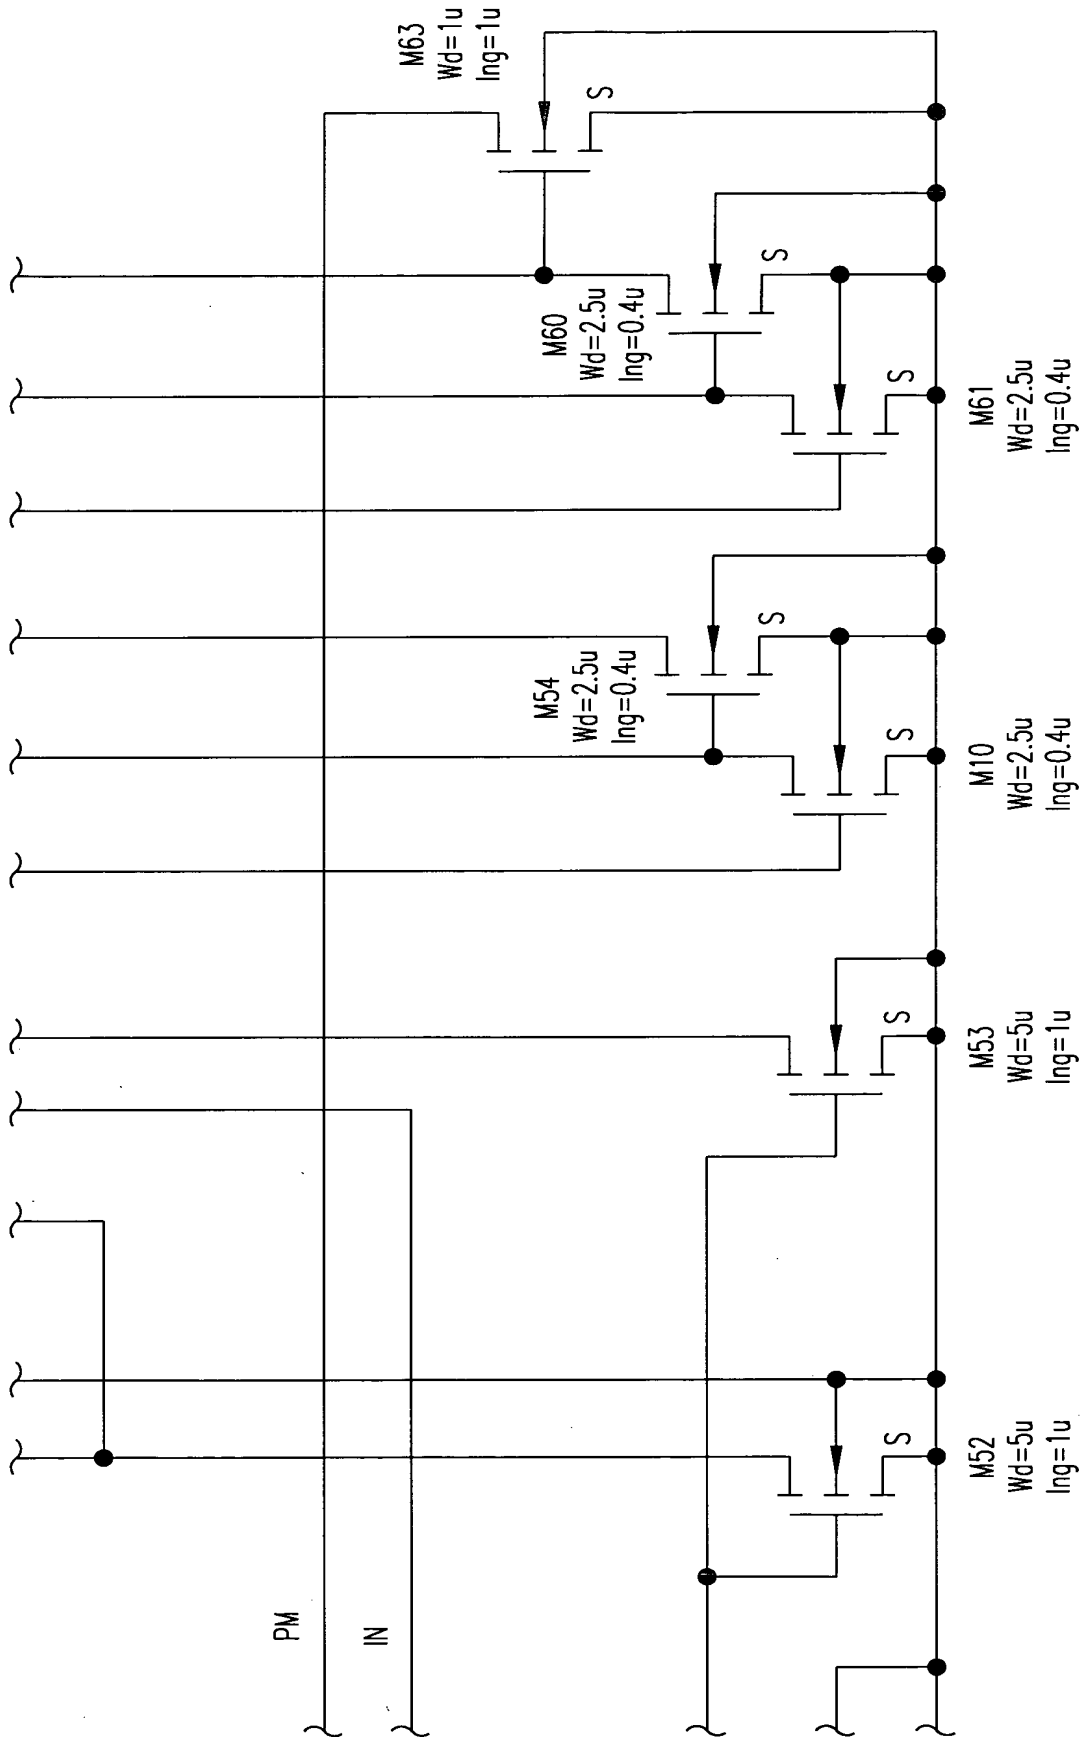 M63
Wd=1u
lng=1u
S
M60
Wd=2.5u
lng=0.4u
S
M61
Wd=2.5u
lng=0.4u
S
M54
Wd=2.5u
lng=0.4u
S
M10
Wd=2.5u
lng=0.4u
S
M53
Wd=5u
lng=1u
S
M52
Wd=5u
lng=1u
S
PM
IN